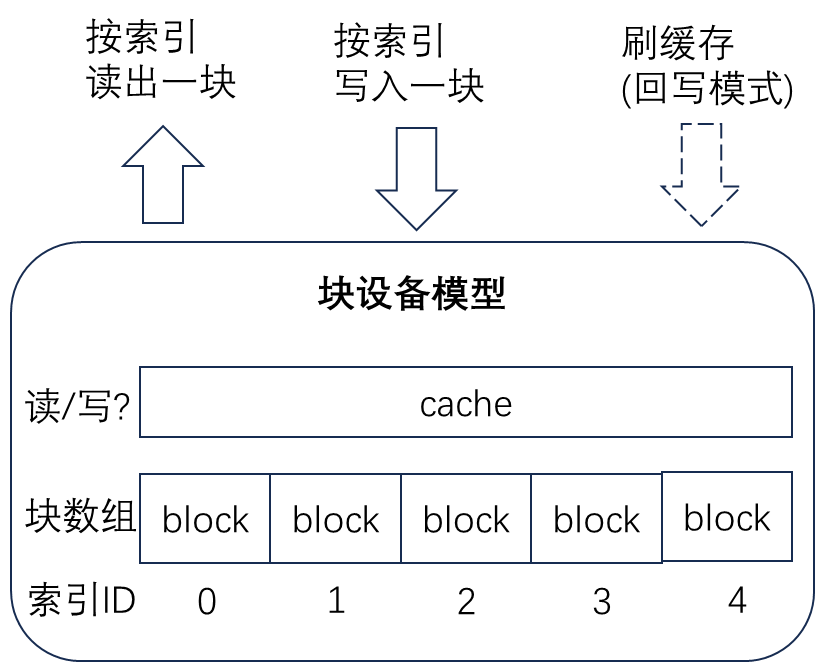 按索引
读出一块
按索引
写入一块
刷缓存
(回写模式)
块设备模型
读/写? cache
块数组 block block block block block
索引ID 0 1 2 3 4